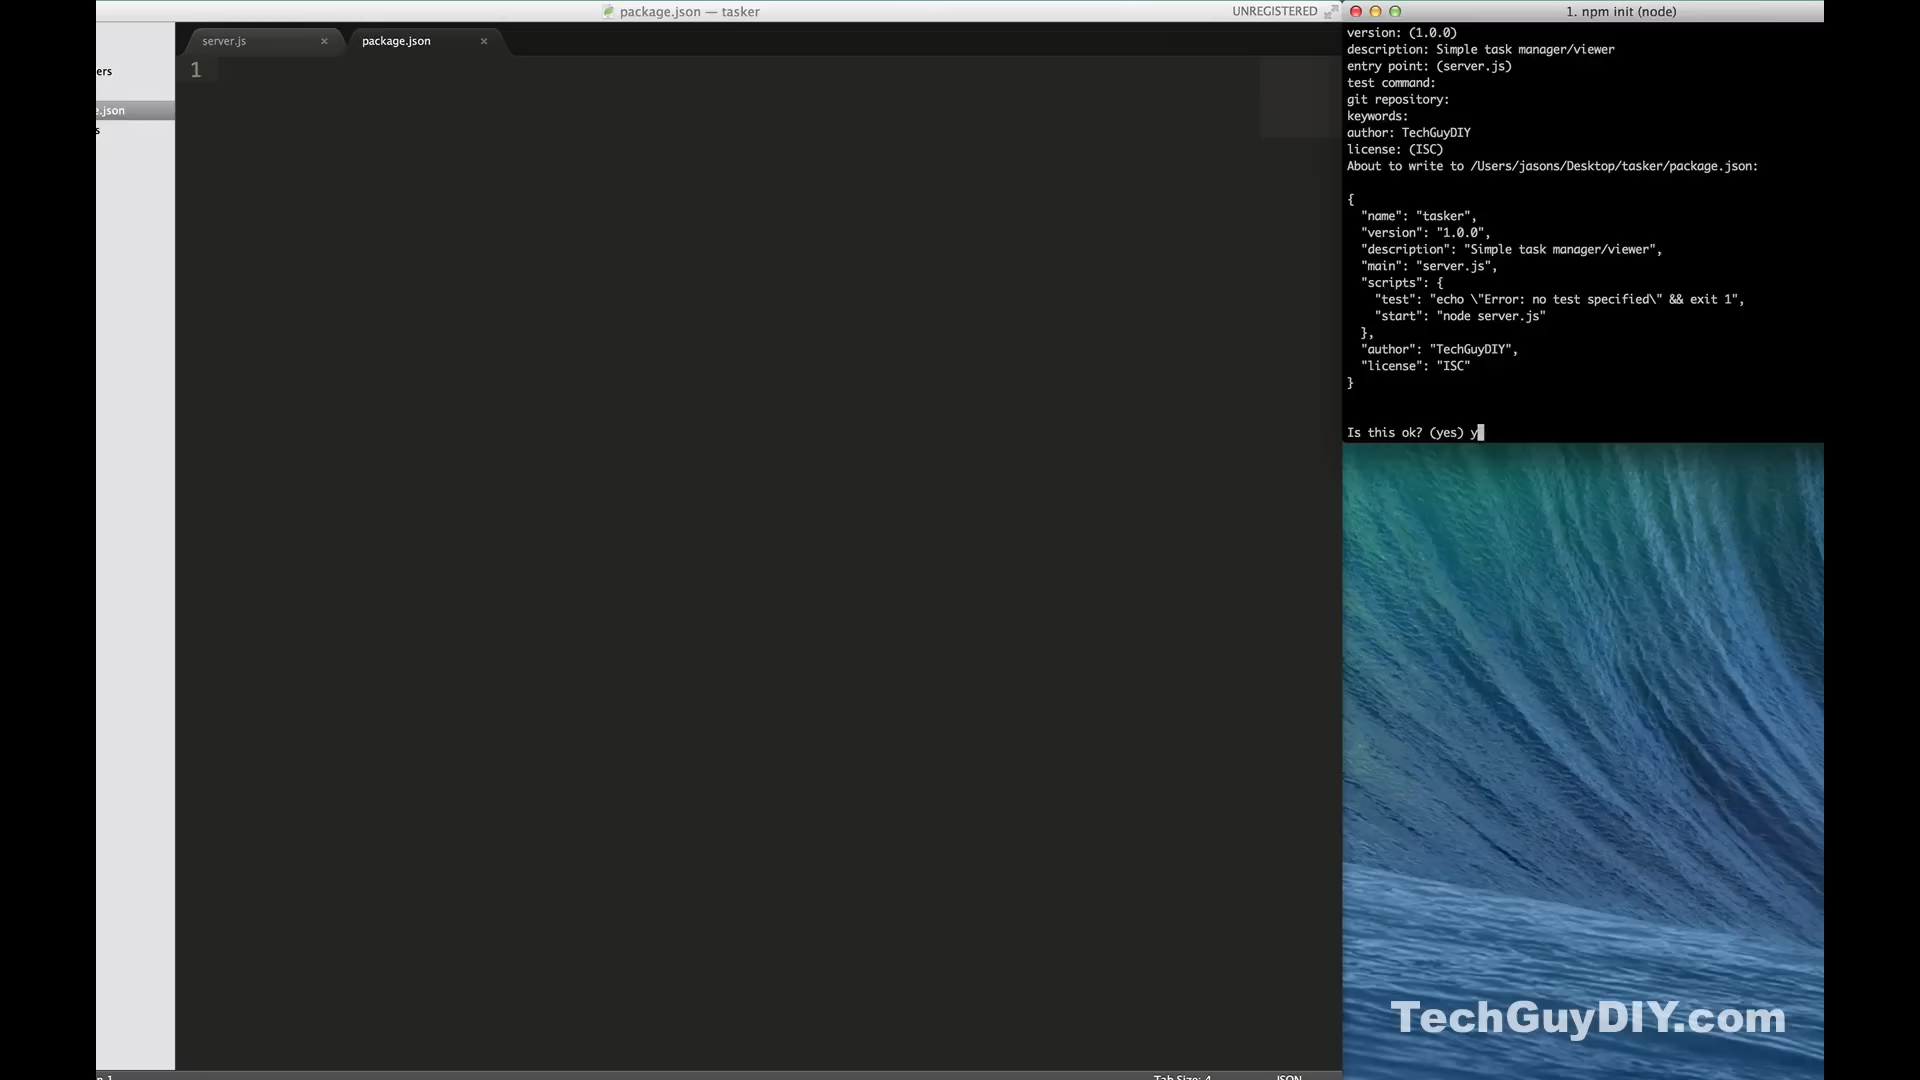 package.json — tasker
UNREGISTERED
server.js
package.json
ers
e.json
s
1
Tab Size: 4
JSON
1. npm init (node)
version: (1.0.0)
description: Simple task manager/viewer
entry point: (server.js)
test command:
git repository:
keywords:
author: TechGuyDIY
license: (ISC)
About to write to /Users/jasons/Desktop/tasker/package.json:
{
"name": "tasker",
"version": "1.0.0",
"description": "Simple task manager/viewer",
"main": "server.js",
"scripts": {
"test": "echo \"Error: no test specified\" && exit 1",
"start": "node server.js"
},
"author": "TechGuyDIY",
"license": "ISC"
}
Is this ok? (yes) y
TechGuyDIY.com